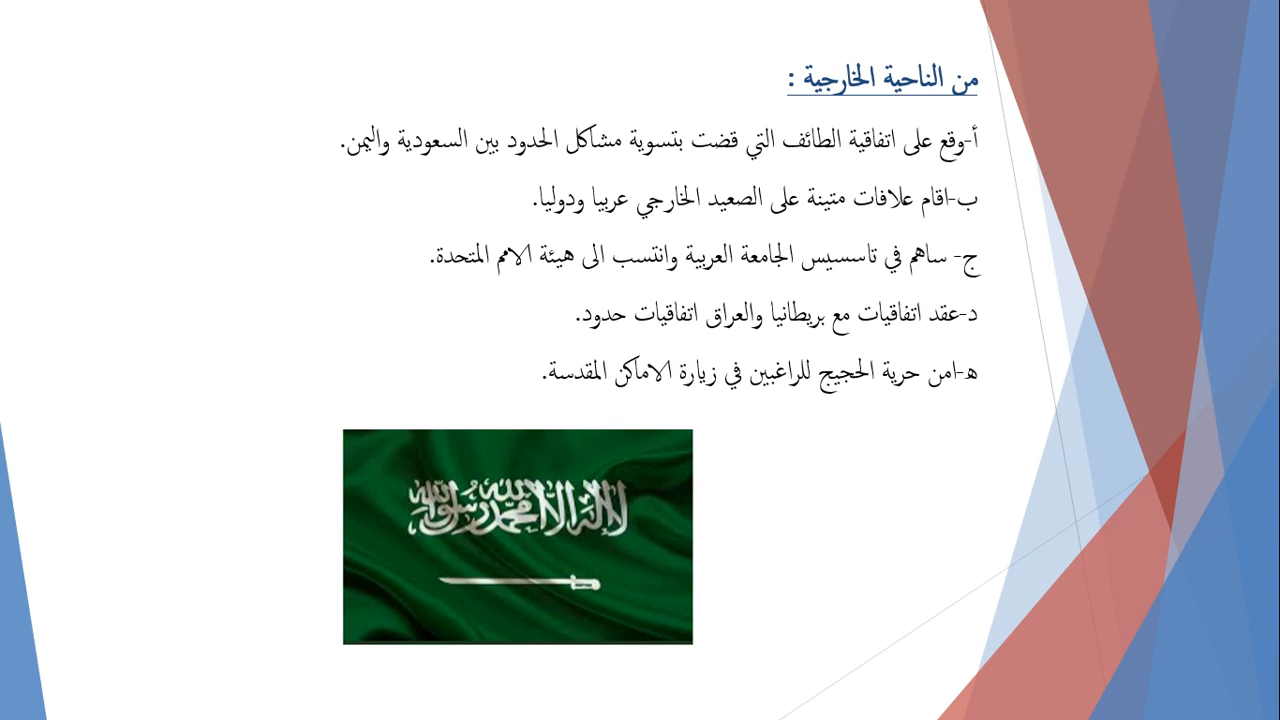 من الناحية الخارجية :
أ-وقع على اتفاقية الطائف التي قضت بتسوية مشاكل الحدود بين السعودية واليمن.
ب-اقام علافات متينة على الصعيد الخارجي عربيا ودوليا.
ج- ساهم في تاسسيس الجامعة العربية وانتسب الى هيئة الامم المتحدة.
د-عقد اتفاقيات مع بريطانيا والعراق اتفاقيات حدود.
ه-امن حرية الحجيج للراغبين في زيارة الاماكن المقدسة.
لا إله إلا الله محمد رسول الله